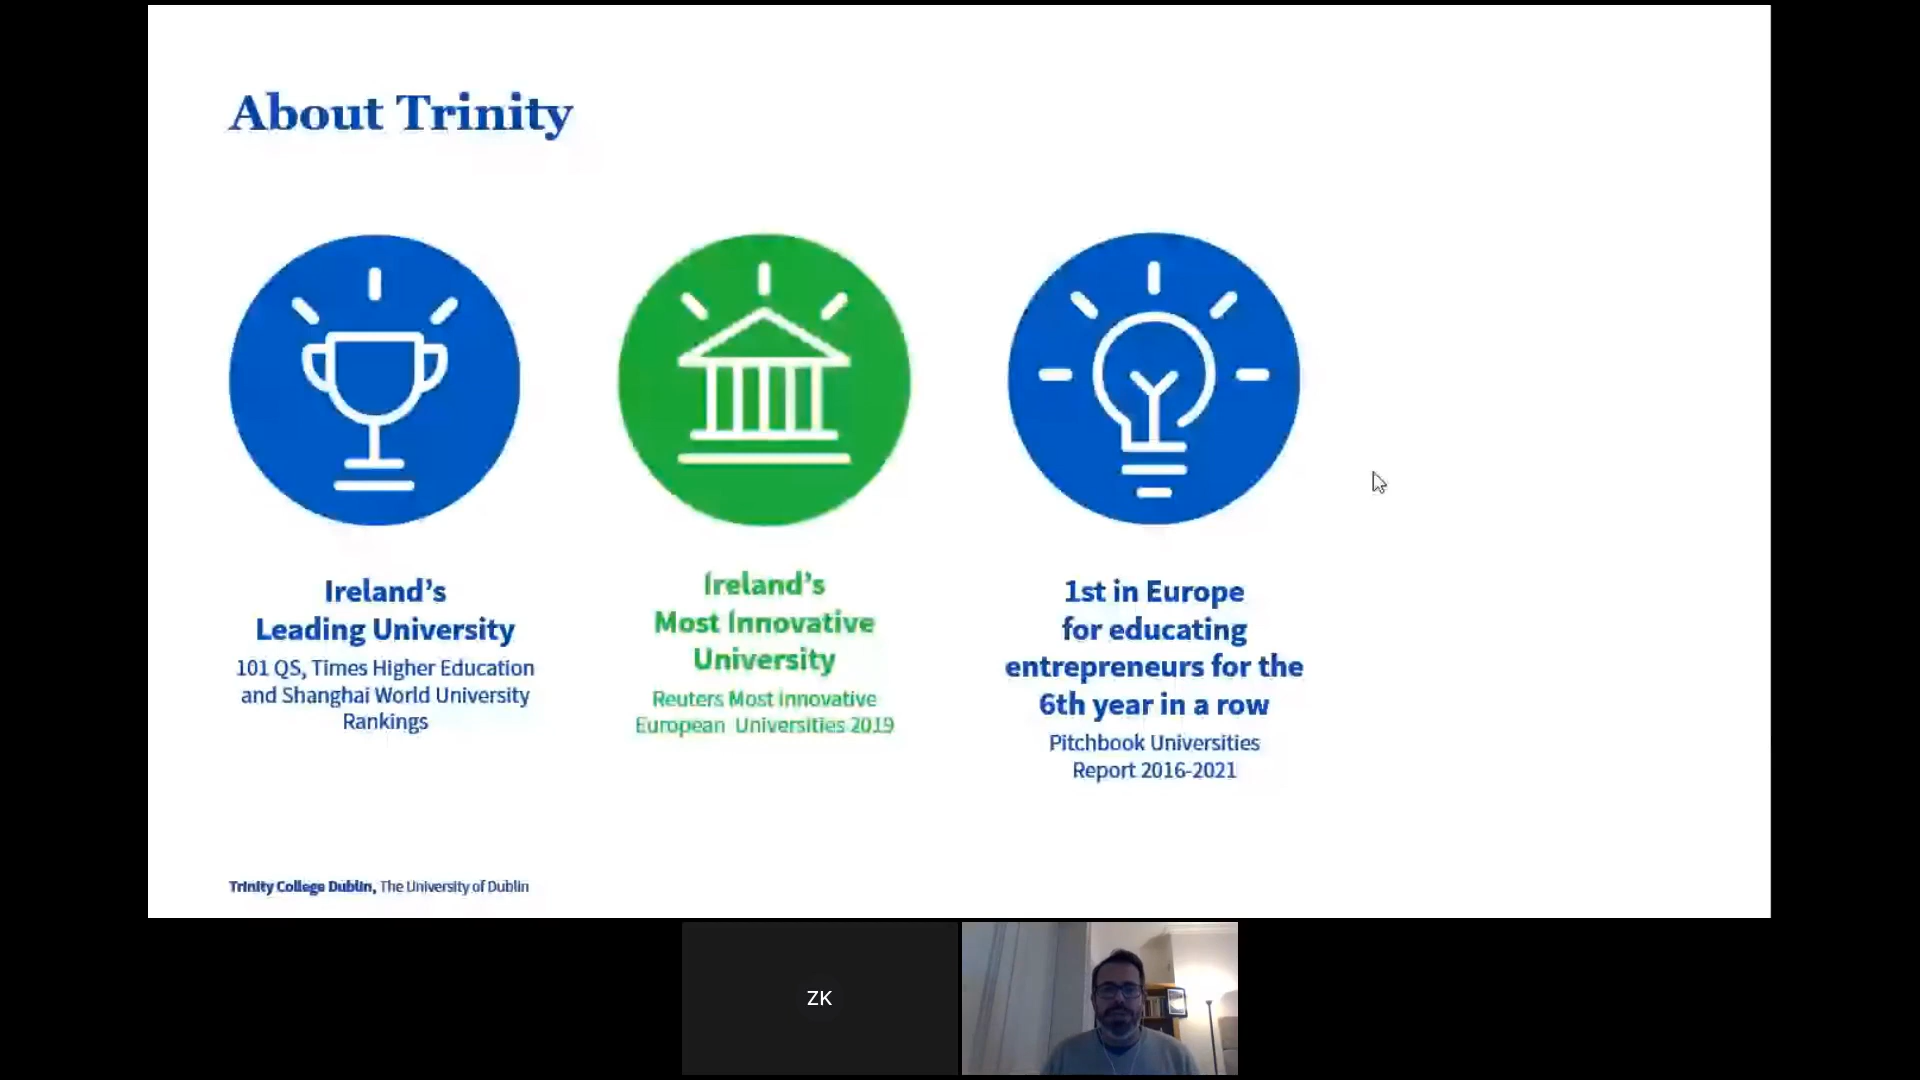 About Trinity
Ireland’s
Leading University
101 QS, Times Higher Education
and Shanghai World University
Rankings
Ireland’s
Most Innovative
University
Reuters Most Innovative
European Universities 2019
1st in Europe
for educating
entrepreneurs for the
6th year in a row
Pitchbook Universities
Report 2016-2021
Trinity College Dublin, The University of Dublin
ZK